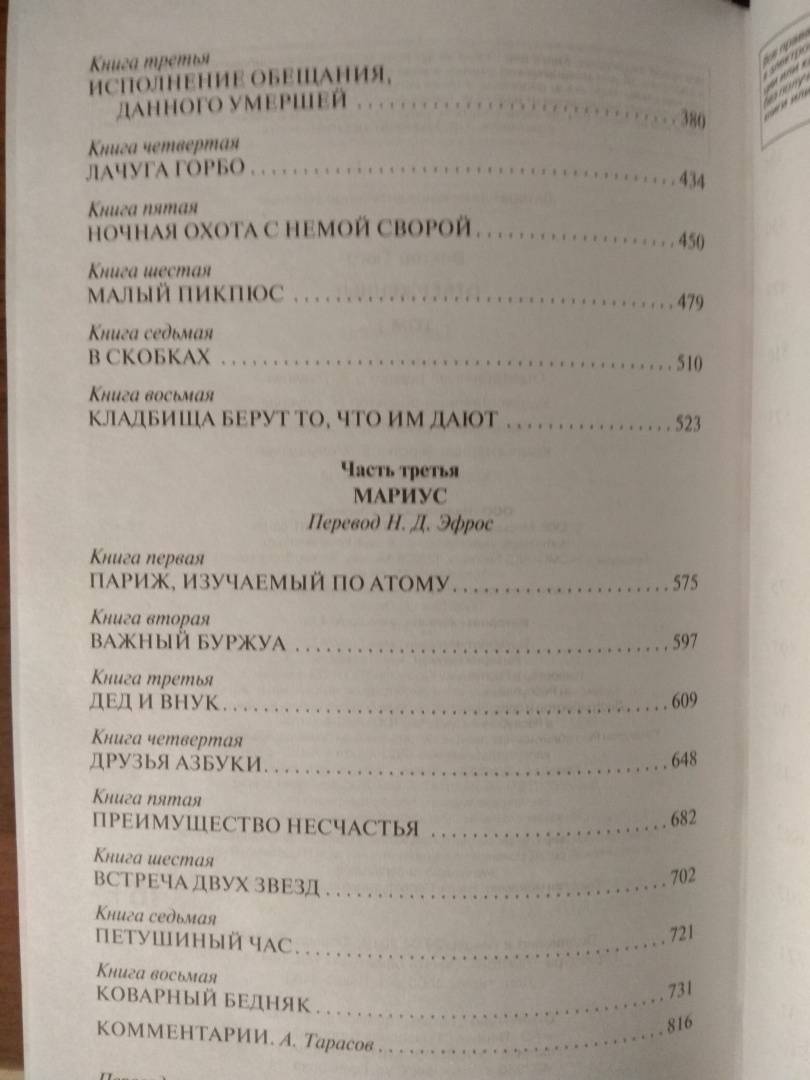 Книга третья
ИСПОЛНЕНИЕ ОБЕЩАНИЯ,
ДАННОГО УМЕРШЕЙ ........................ 380
Книга четвертая
ЛАЧУГА ГОРБО ........................ 434
Книга пятая
НОЧНАЯ ОХОТА С НЕМОЙ СВОРОЙ ........................ 450
Книга шестая
МАЛЫЙ ПИКПЮС ........................ 479
Книга седьмая
В СКОБКАХ ........................ 510
Книга восьмая
КЛАДБИЩА БЕРУТ ТО, ЧТО ИМ ДАЮТ ........................ 523
Часть третья
МАРИУС
Перевод Н. Д. Эфрос
Книга первая
ПАРИЖ, ИЗУЧАЕМЫЙ ПО АТОМУ ........................ 575
Книга вторая
ВАЖНЫЙ БУРЖУА ........................ 597
Книга третья
ДЕД И ВНУК ........................ 609
Книга четвертая
ДРУЗЬЯ АЗБУКИ ........................ 648
Книга пятая
ПРЕИМУЩЕСТВО НЕСЧАСТЬЯ ........................ 682
Книга шестая
ВСТРЕЧА ДВУХ ЗВЕЗД ........................ 702
Книга седьмая
ПЕТУШИНЫЙ ЧАС ........................ 721
Книга восьмая
КОВАРНЫЙ БЕДНЯК ........................ 731
КОММЕНТАРИИ. А. Тарасов ........................ 816